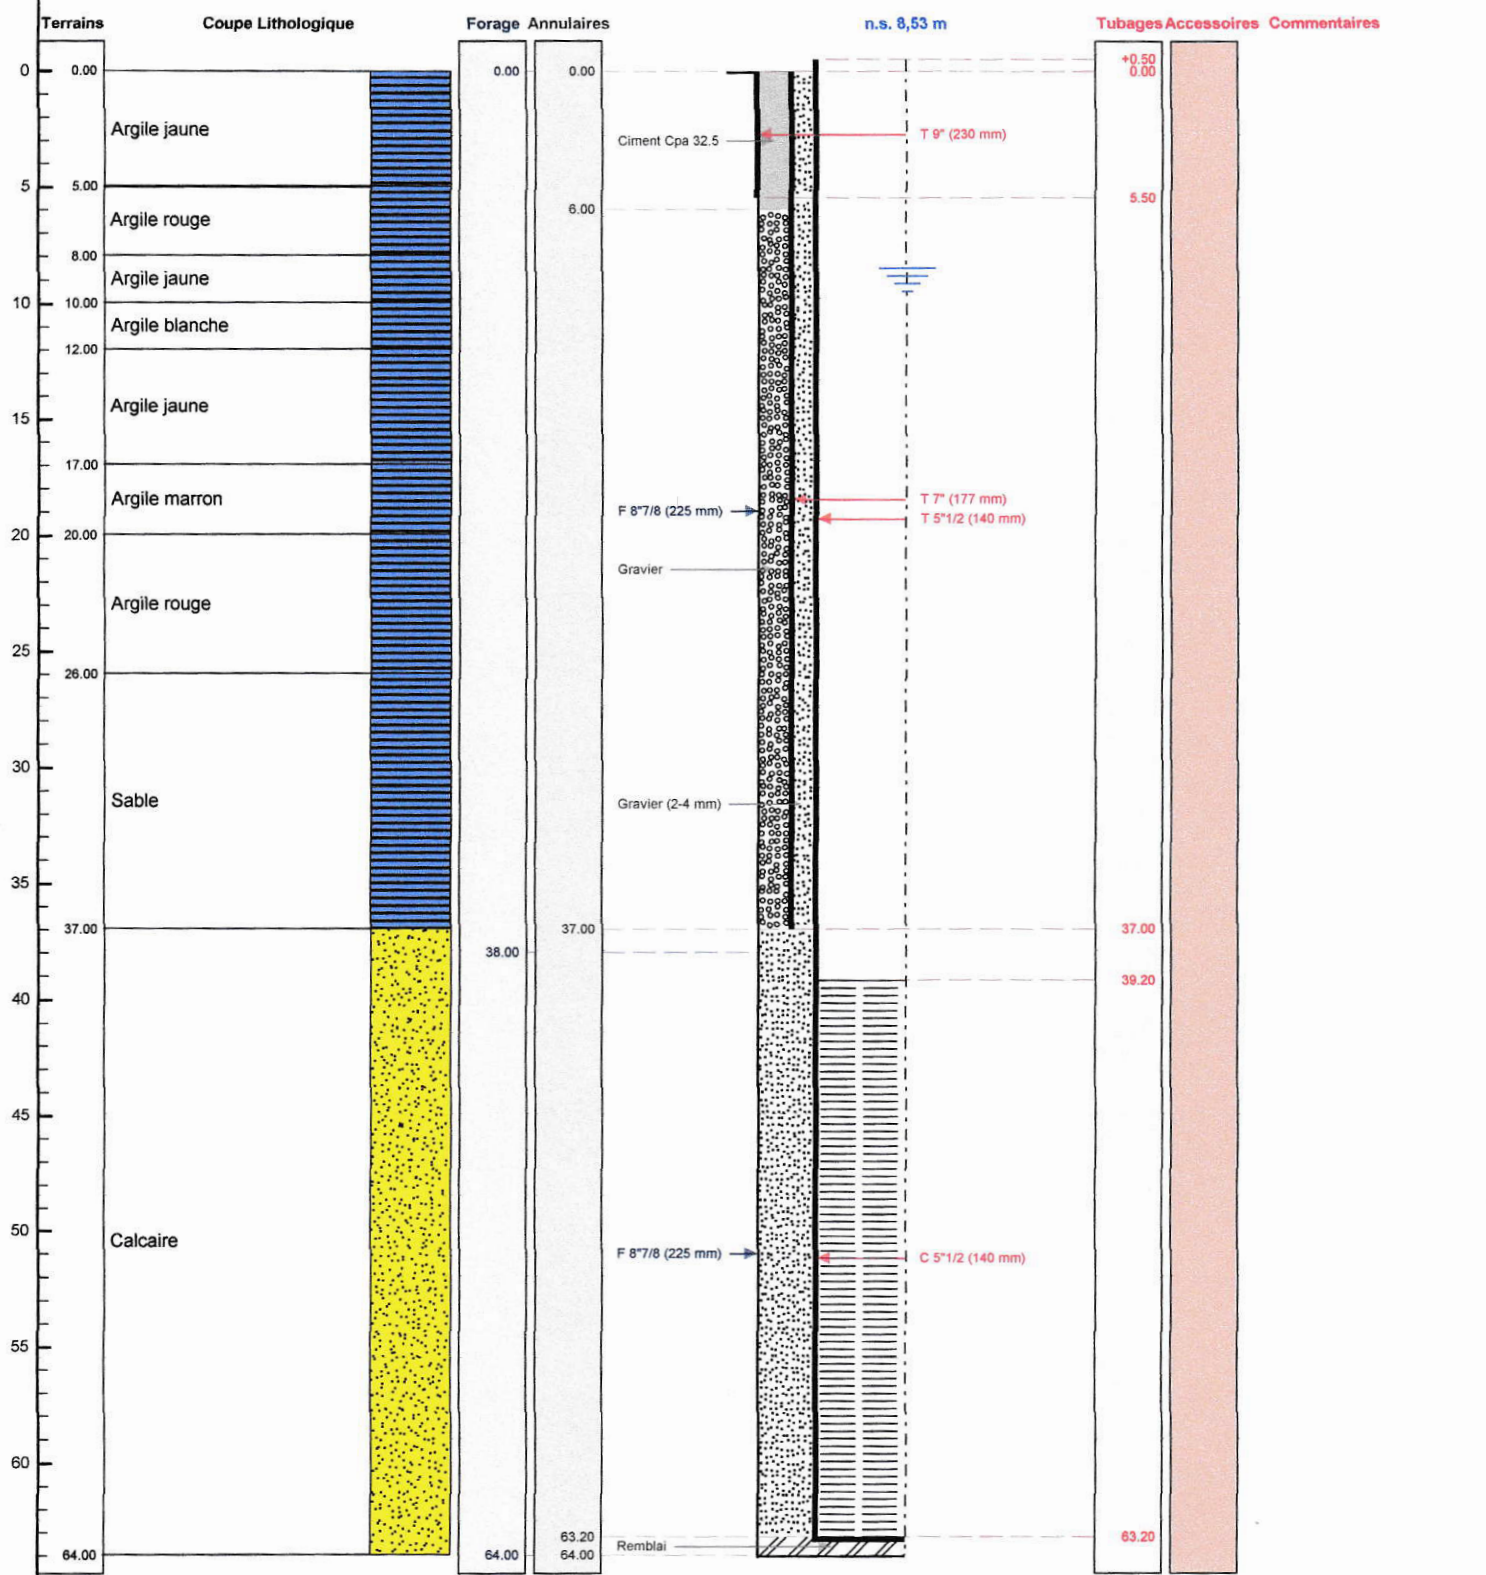 Terrains Coupe Lithologique Forage Annulaires n.s. 8,53 m Tubages Accessoires Commentaires
+0.50
0 0.00 0.00 0.00 0.00
Argile jaune
T 9" (230 mm)
Ciment Cpa 32.5
5 5.00
5.50
6.00
Argile rouge
8.00
Argile jaune
10 10.00
Argile blanche
12.00
Argile jaune
15
17.00
Argile marron
T 7" (177 mm)
F 8"7/8 (225 mm)
T 5"1/2 (140 mm)
20 20.00
Gravier
Argile rouge
25
26.00
30
Sable
Gravier (2-4 mm)
35
37.00 37.00 37.00
38.00
39.20
40
45
50
Calcaire
F 8"7/8 (225 mm)
C 5"1/2 (140 mm)
55
60
63.20 63.20
Remblai
64.00 64.00 64.00